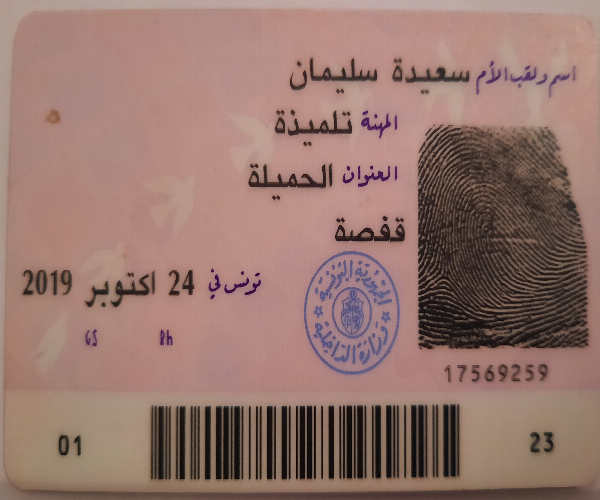 اسم ولقب الأم سعيدة سليمان
المهنة تلميذة
العنوان الحميلة
قفصة
تونس في 24 اكتوبر 2019
الجمهورية التونسية
وزارة الداخلية
GS Rh
17569259
01 23